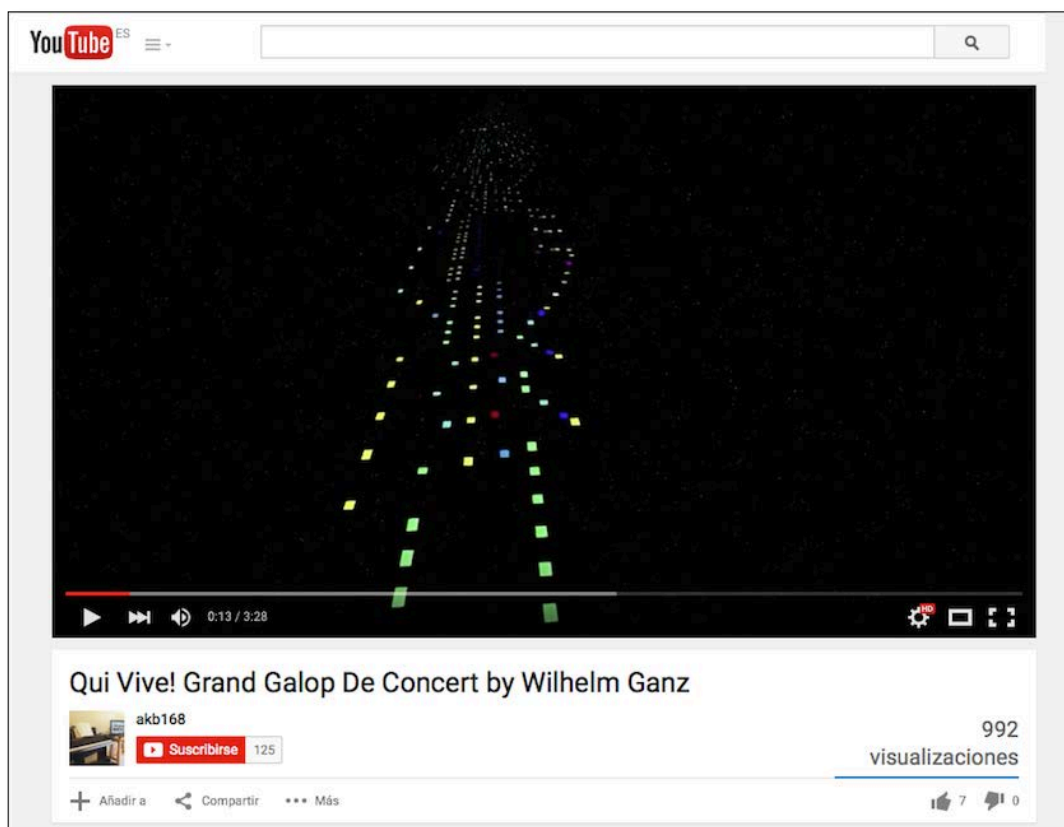 YouTube ES
0:13 / 3:28
HD
Qui Vive! Grand Galop De Concert by Wilhelm Ganz
akb168
Suscribirse 125
992
visualizaciones
Añadir a Compartir Más
7 0